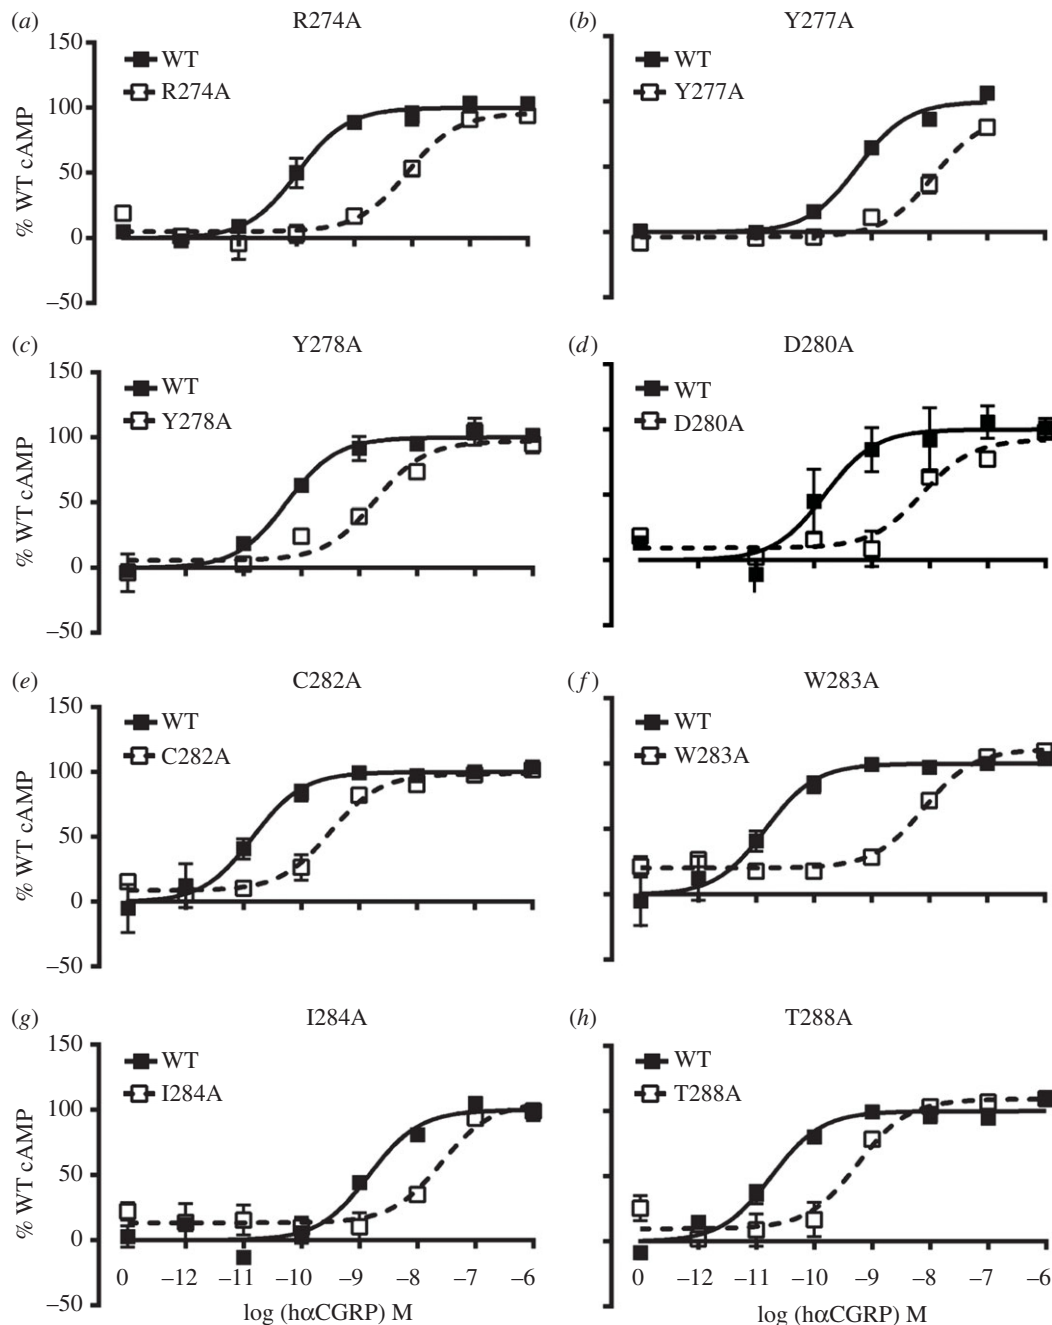 (a) R274A
150
100
50
0
–50
% WT cAMP
WT
R274A
(b) Y277A
WT
Y277A
(c) Y278A
150
100
50
0
–50
% WT cAMP
WT
Y278A
(d) D280A
WT
D280A
(e) C282A
150
100
50
0
–50
% WT cAMP
WT
C282A
(f) W283A
WT
W283A
(g) I284A
150
100
50
0
–50
% WT cAMP
WT
I284A
0 –12 –11 –10 –9 –8 –7 –6
log (hαCGRP) M
(h) T288A
WT
T288A
0 –12 –11 –10 –9 –8 –7 –6
log (hαCGRP) M